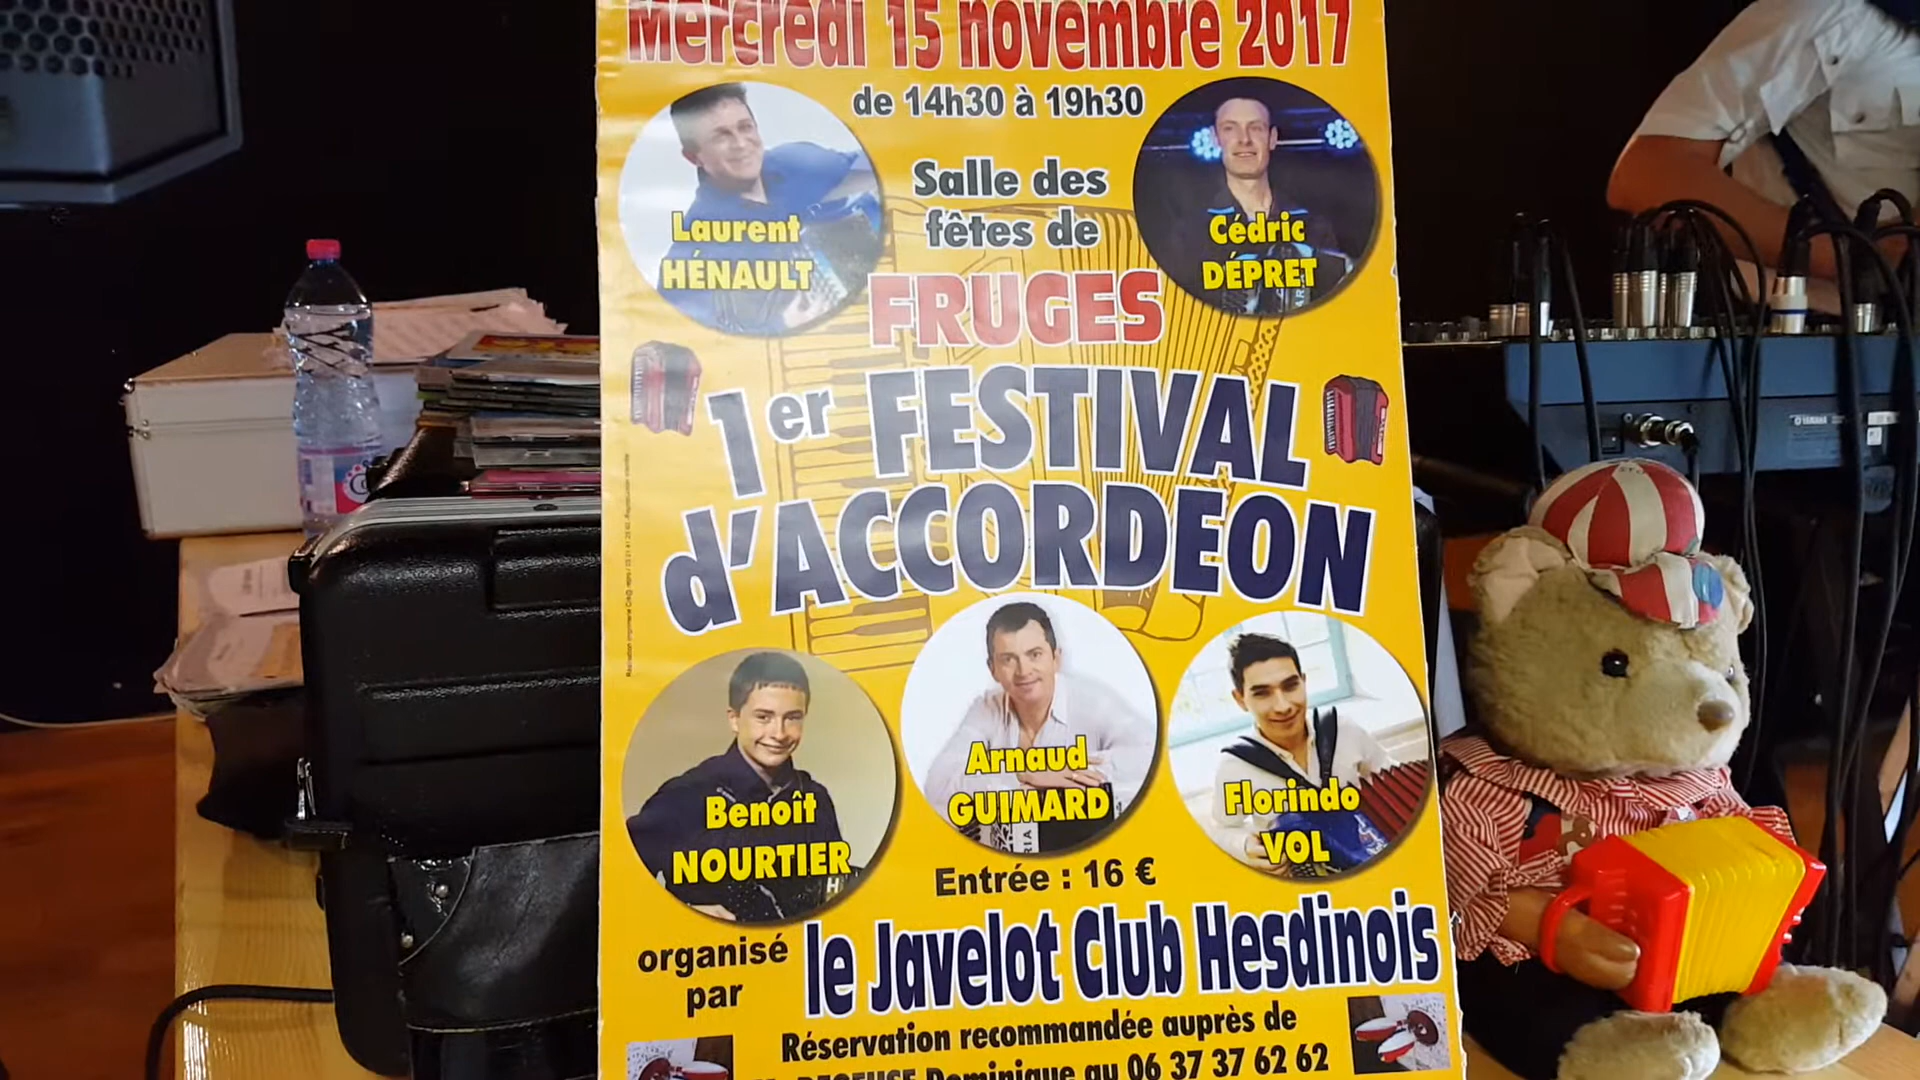 Mercredi 15 novembre 2017
de 14h30 à 19h30
Salle des
fêtes de
FRUGES
Laurent
HÉNAULT
Cédric
DÉPRET
1er FESTIVAL
d'ACCORDEON
Benoît
NOURTIER
Arnaud
GUIMARD
Florindo
VOL
Entrée : 16 €
organisé
par
le Javelot Club Hesdinois
Réservation recommandée auprès de
Dominique au 06 37 37 62 62
YAMAHA